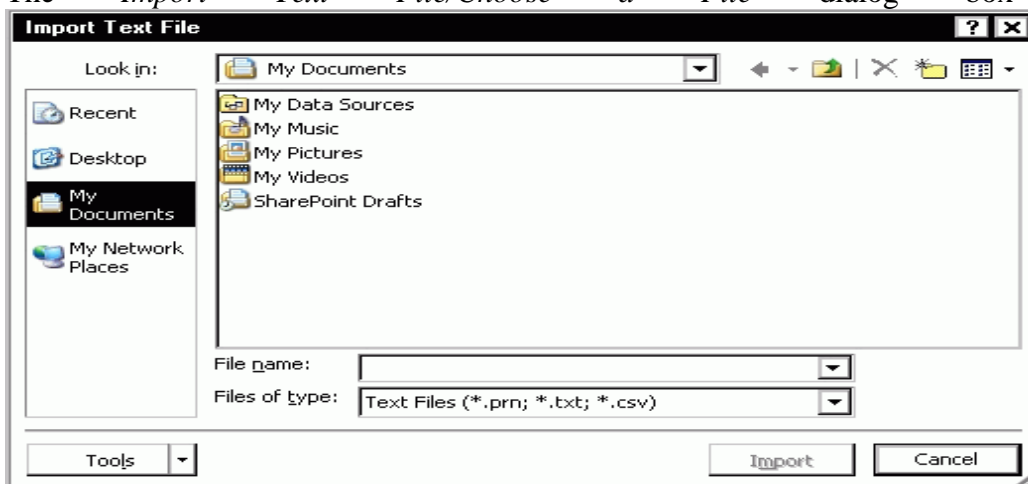 The Import Text File/Choose a File dialog box
Import Text File
Look in: My Documents
Recent
Desktop
My
Documents
My Network
Places
My Data Sources
My Music
My Pictures
My Videos
SharePoint Drafts
File name:
Files of type: Text Files (*.prn; *.txt; *.csv)
Tools Import Cancel